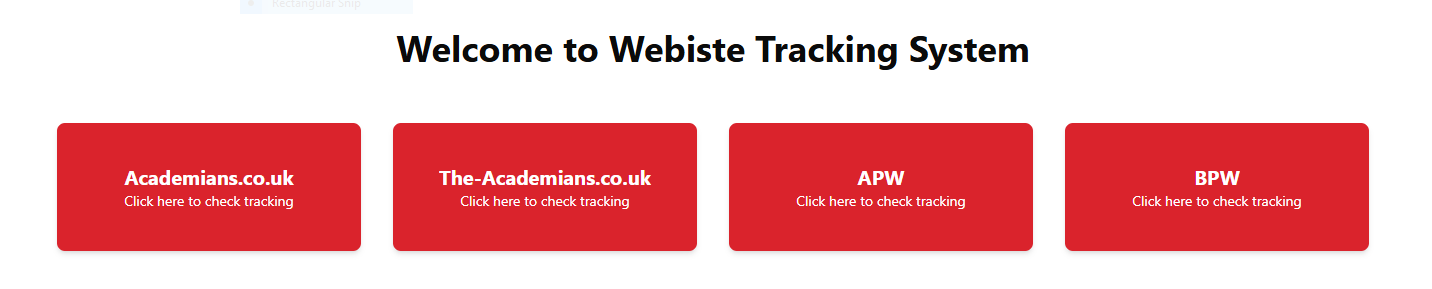 Rectangular Snip
Welcome to Webiste Tracking System
Academians.co.uk
Click here to check tracking
The-Academians.co.uk
Click here to check tracking
APW
Click here to check tracking
BPW
Click here to check tracking